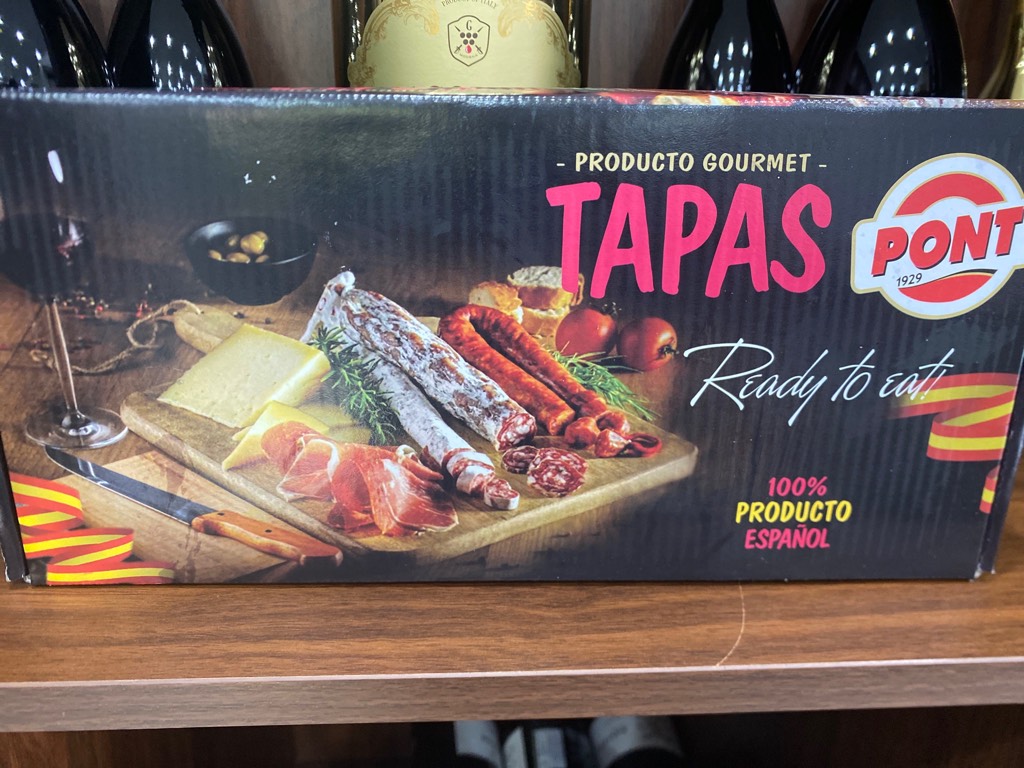 G
- PRODUCTO GOURMET -
TAPAS
PONT
1929
Ready to eat!
100%
PRODUCTO
ESPAÑOL